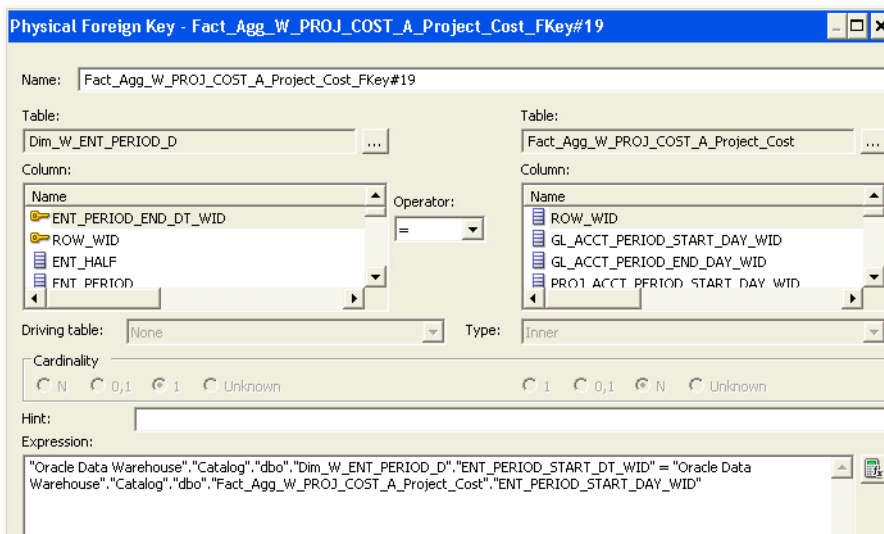 Physical Foreign Key - Fact_Agg_W_PROJ_COST_A_Project_Cost_FKey#19
Name: Fact_Agg_W_PROJ_COST_A_Project_Cost_FKey#19
Table: Table:
Dim_W_ENT_PERIOD_D ... Fact_Agg_W_PROJ_COST_A_Project_Cost ...
Column: Column:
Name Operator: Name
ENT_PERIOD_END_DT_WID = ROW_WID
ROW_WID GL_ACCT_PERIOD_START_DAY_WID
ENT_HALF GL_ACCT_PERIOD_END_DAY_WID
ENT_PERIOD PROJ_ACCT_PERIOD_START_DAY_WID
Driving table: None Type: Inner
Cardinality
N 0,1 1 Unknown 1 0,1 N Unknown
Hint:
Expression:
"Oracle Data Warehouse"."Catalog"."dbo"."Dim_W_ENT_PERIOD_D"."ENT_PERIOD_START_DT_WID" = "Oracle Data
Warehouse"."Catalog"."dbo"."Fact_Agg_W_PROJ_COST_A_Project_Cost"."ENT_PERIOD_START_DAY_WID"